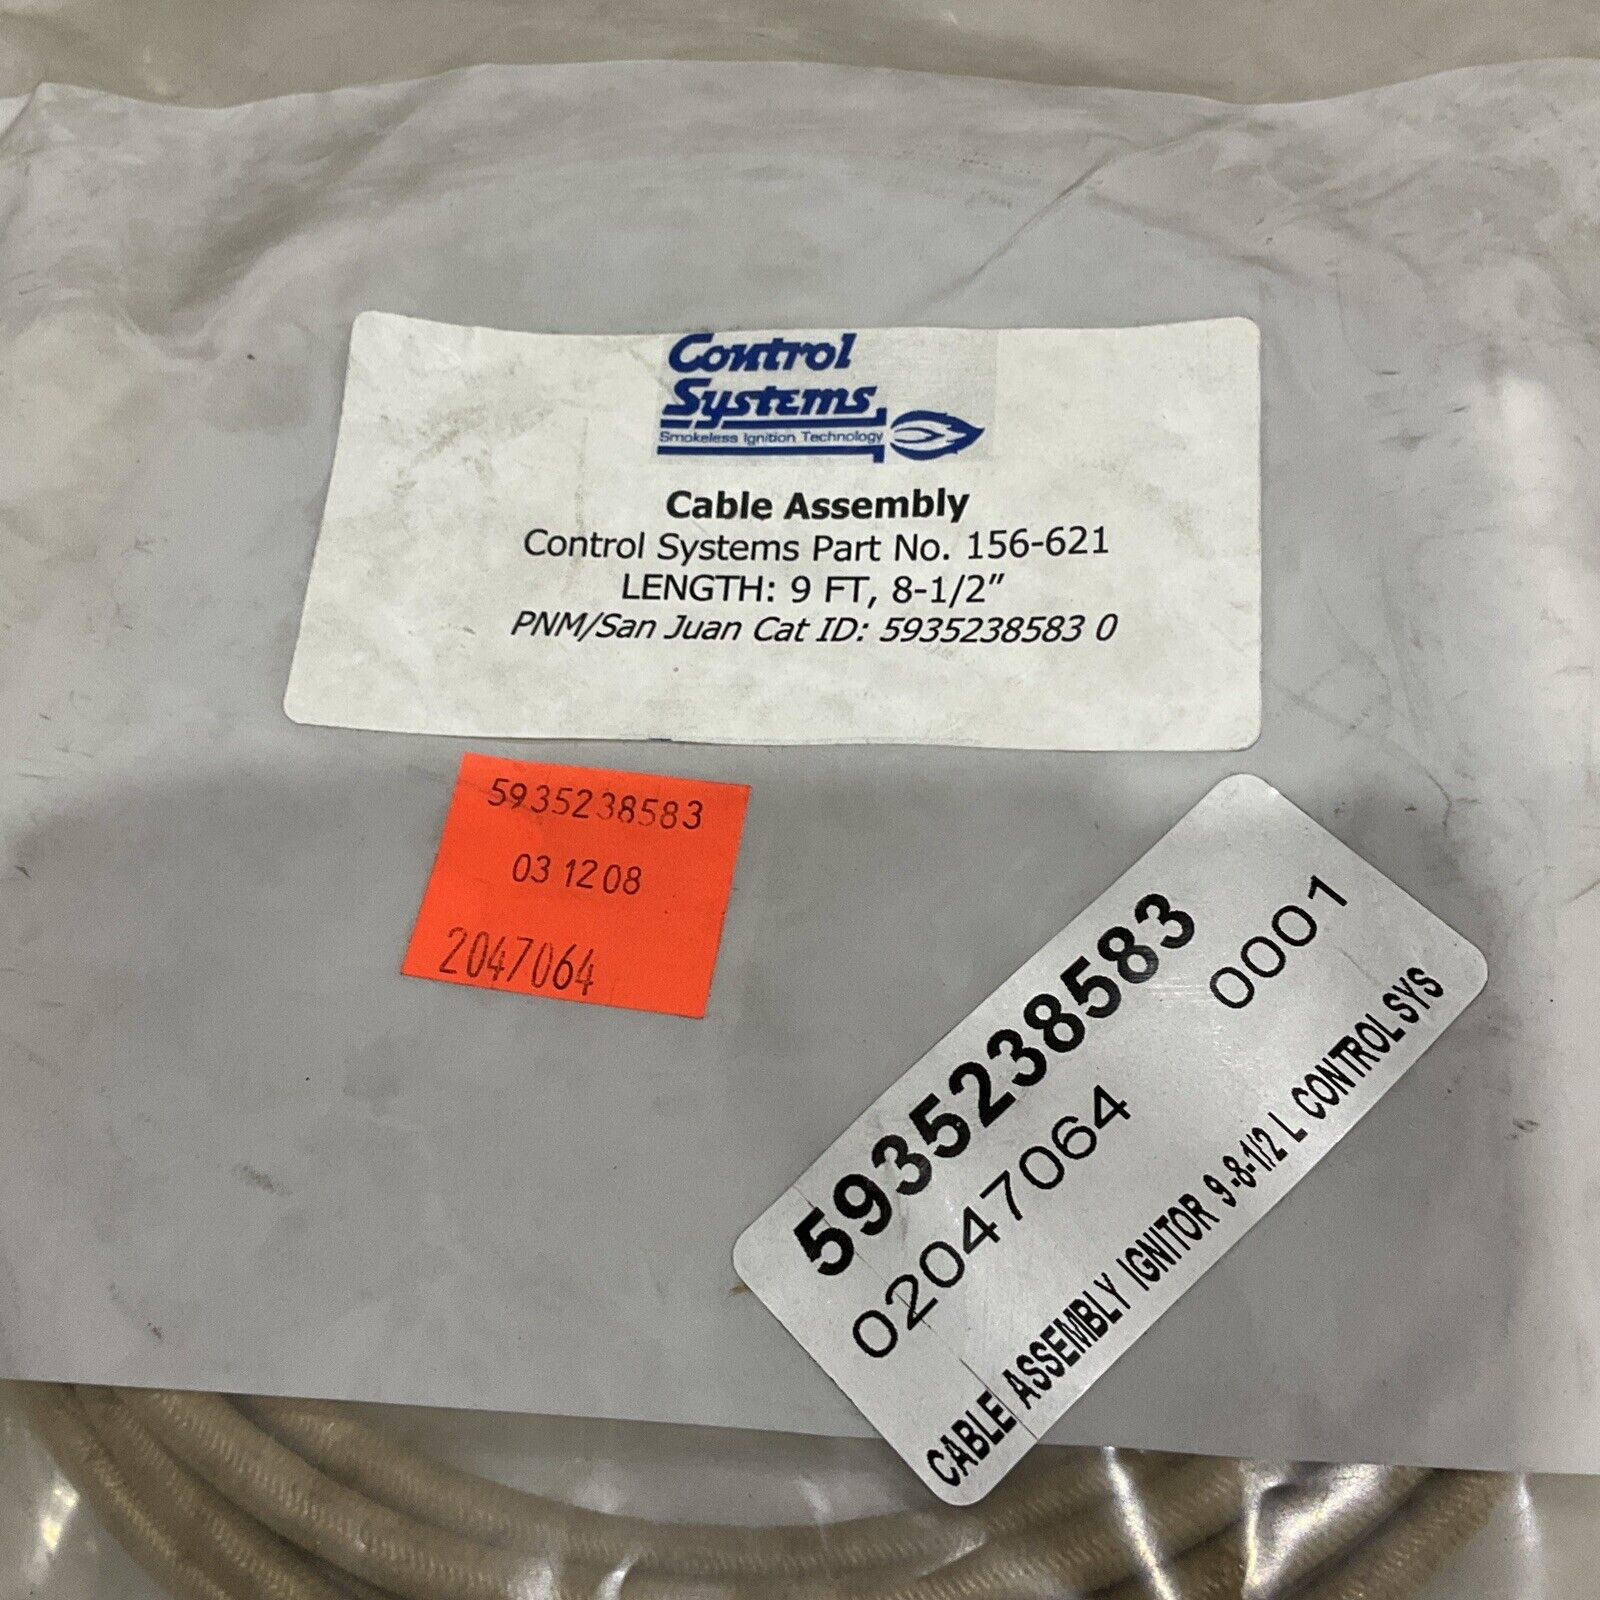 Control
Systems
Smokeless Ignition Technology
Cable Assembly
Control Systems Part No. 156-621
LENGTH: 9 FT, 8-1/2”
PNM/San Juan Cat ID: 5935238583 0
5935238583
03 12 08
2047064
5935238583
02047064 0001
CABLE ASSEMBLY IGNITOR 9-8-1/2 L CONTROL SYS